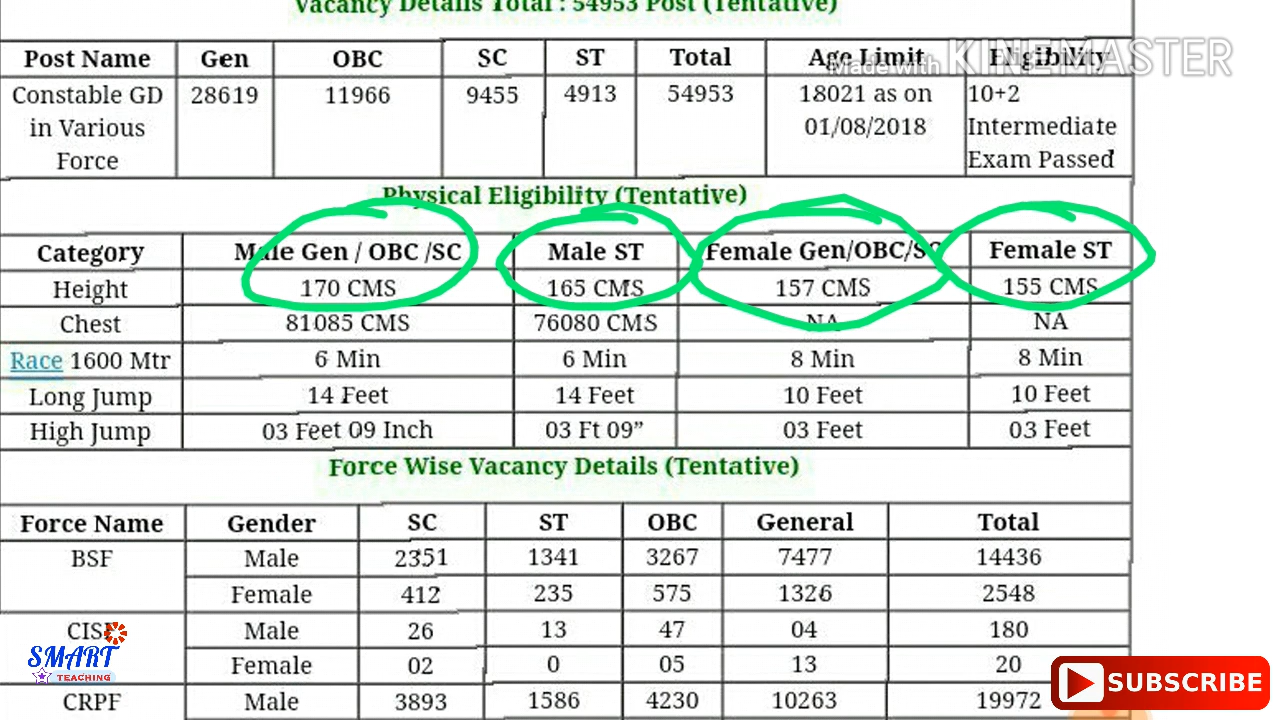 Vacancy Details Total : 54953 Post (Tentative)
Made with KINEMASTER
Post Name Gen OBC SC ST Total Age Limit Eligibility
Constable GD in Various Force 28619 11966 9455 4913 54953 18021 as on 01/08/2018 10+2 Intermediate Exam Passed
Physical Eligibility (Tentative)
Category Male Gen / OBC /SC Male ST Female Gen/OBC/SC Female ST
Height 170 CMS 165 CMS 157 CMS 155 CMS
Chest 81085 CMS 76080 CMS NA NA
Race 1600 Mtr 6 Min 6 Min 8 Min 8 Min
Long Jump 14 Feet 14 Feet 10 Feet 10 Feet
High Jump 03 Feet 09 Inch 03 Ft 09” 03 Feet 03 Feet
Force Wise Vacancy Details (Tentative)
Force Name Gender SC ST OBC General Total
BSF Male 2351 1341 3267 7477 14436
Female 412 235 575 1326 2548
CISF Male 26 13 47 04 180
Female 02 0 05 13 20
CRPF Male 3893 1586 4230 10263 19972
SMART
TEACHING
SUBSCRIBE